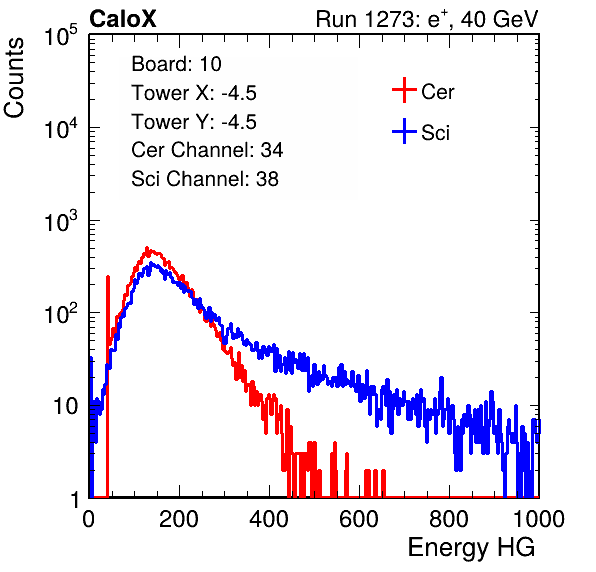 CaloX Run 1273: e⁺, 40 GeV
Counts
10⁵
10⁴
10³
10²
10
1
Board: 10
Tower X: -4.5
Tower Y: -4.5
Cer Channel: 34
Sci Channel: 38
Cer
Sci
0 200 400 600 800 1000
Energy HG